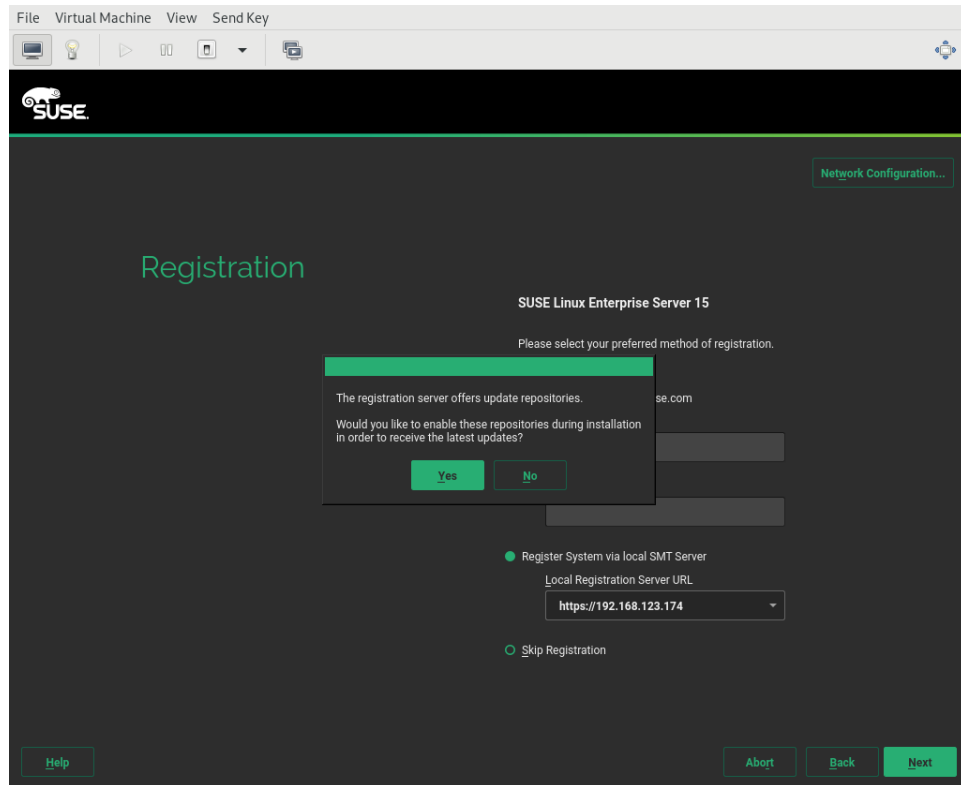 File Virtual Machine View Send Key
SUSE.
Network Configuration...
Registration
SUSE Linux Enterprise Server 15
Please select your preferred method of registration.
se.com
The registration server offers update repositories.
Would you like to enable these repositories during installation
in order to receive the latest updates?
Yes No
Register System via local SMT Server
Local Registration Server URL
https://192.168.123.174
Skip Registration
Help Abort Back Next